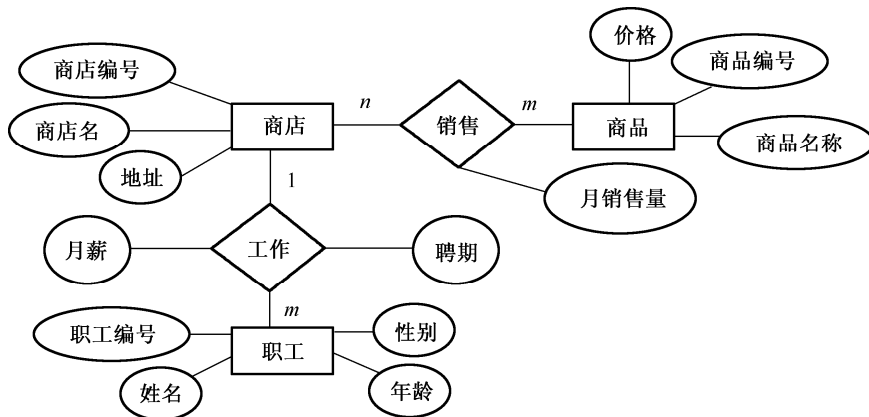 价格
商店编号
商品编号
商店
n
销售
m
商品
商店名
商品名称
地址
1
月销售量
月薪
工作
聘期
m
职工编号
性别
职工
姓名
年龄